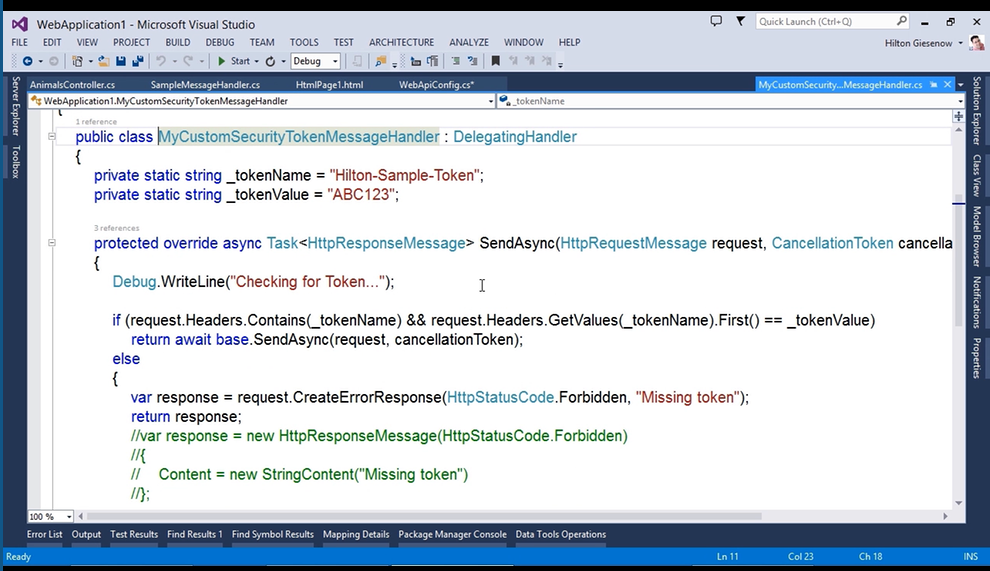 WebApplication1 - Microsoft Visual Studio
Quick Launch (Ctrl+Q)
FILE EDIT VIEW PROJECT BUILD DEBUG TEAM TOOLS TEST ARCHITECTURE ANALYZE WINDOW HELP
Hilton Giesenow
Start Debug
AnimalsController.cs SampleMessageHandler.cs HtmlPage1.html WebApiConfig.cs* MyCustomSecurity...MessageHandler.cs
WebApplication1.MyCustomSecurityTokenMessageHandler _tokenName
Server Explorer
Toolbox
{
1 reference
public class MyCustomSecurityTokenMessageHandler : DelegatingHandler
{
private static string _tokenName = "Hilton-Sample-Token";
private static string _tokenValue = "ABC123";
3 references
protected override async Task<HttpResponseMessage> SendAsync(HttpRequestMessage request, CancellationToken cancella
{
Debug.WriteLine("Checking for Token...");
if (request.Headers.Contains(_tokenName) && request.Headers.GetValues(_tokenName).First() == _tokenValue)
return await base.SendAsync(request, cancellationToken);
else
{
var response = request.CreateErrorResponse(HttpStatusCode.Forbidden, "Missing token");
return response;
//var response = new HttpResponseMessage(HttpStatusCode.Forbidden)
//{
// Content = new StringContent("Missing token")
//};
Solution Explorer
Class View
Model Browser
Notifications
Properties
100 %
Error List Output Test Results Find Results 1 Find Symbol Results Mapping Details Package Manager Console Data Tools Operations
Ready Ln 11 Col 23 Ch 18 INS